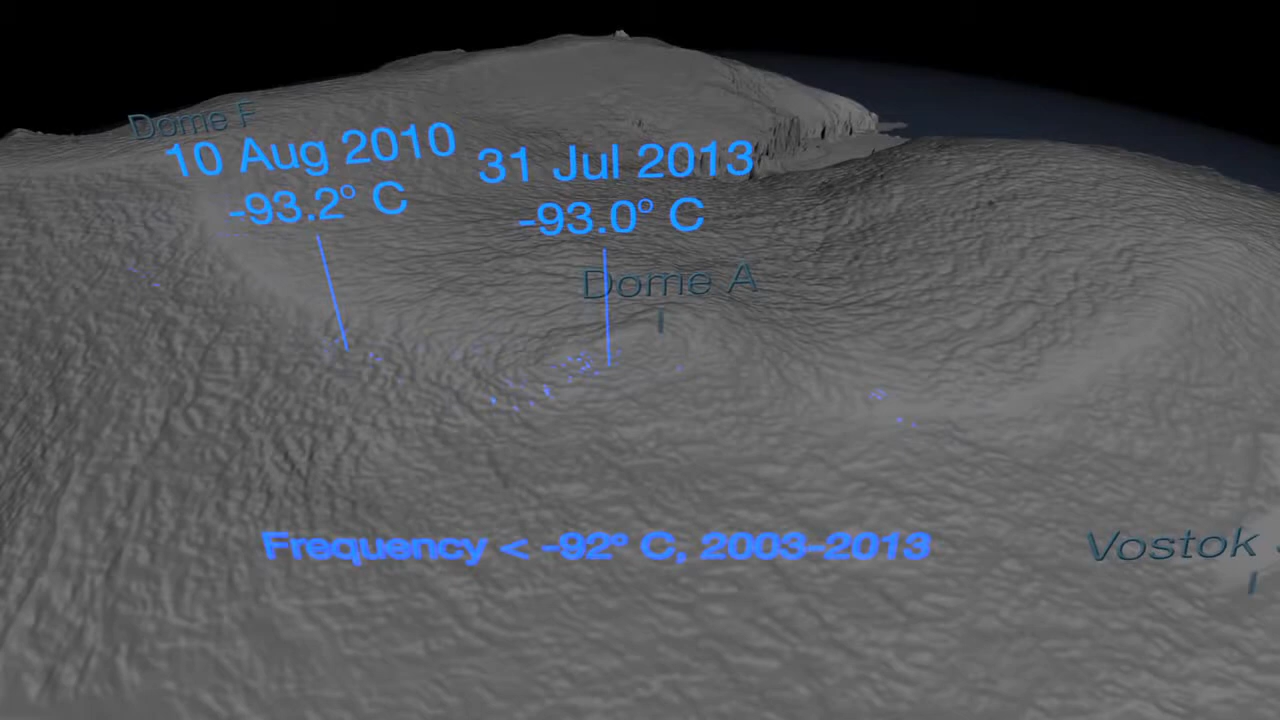 Dome F
10 Aug 2010
-93.2° C
31 Jul 2013
-93.0° C
Dome A
Frequency < -92° C, 2003-2013
Vostok